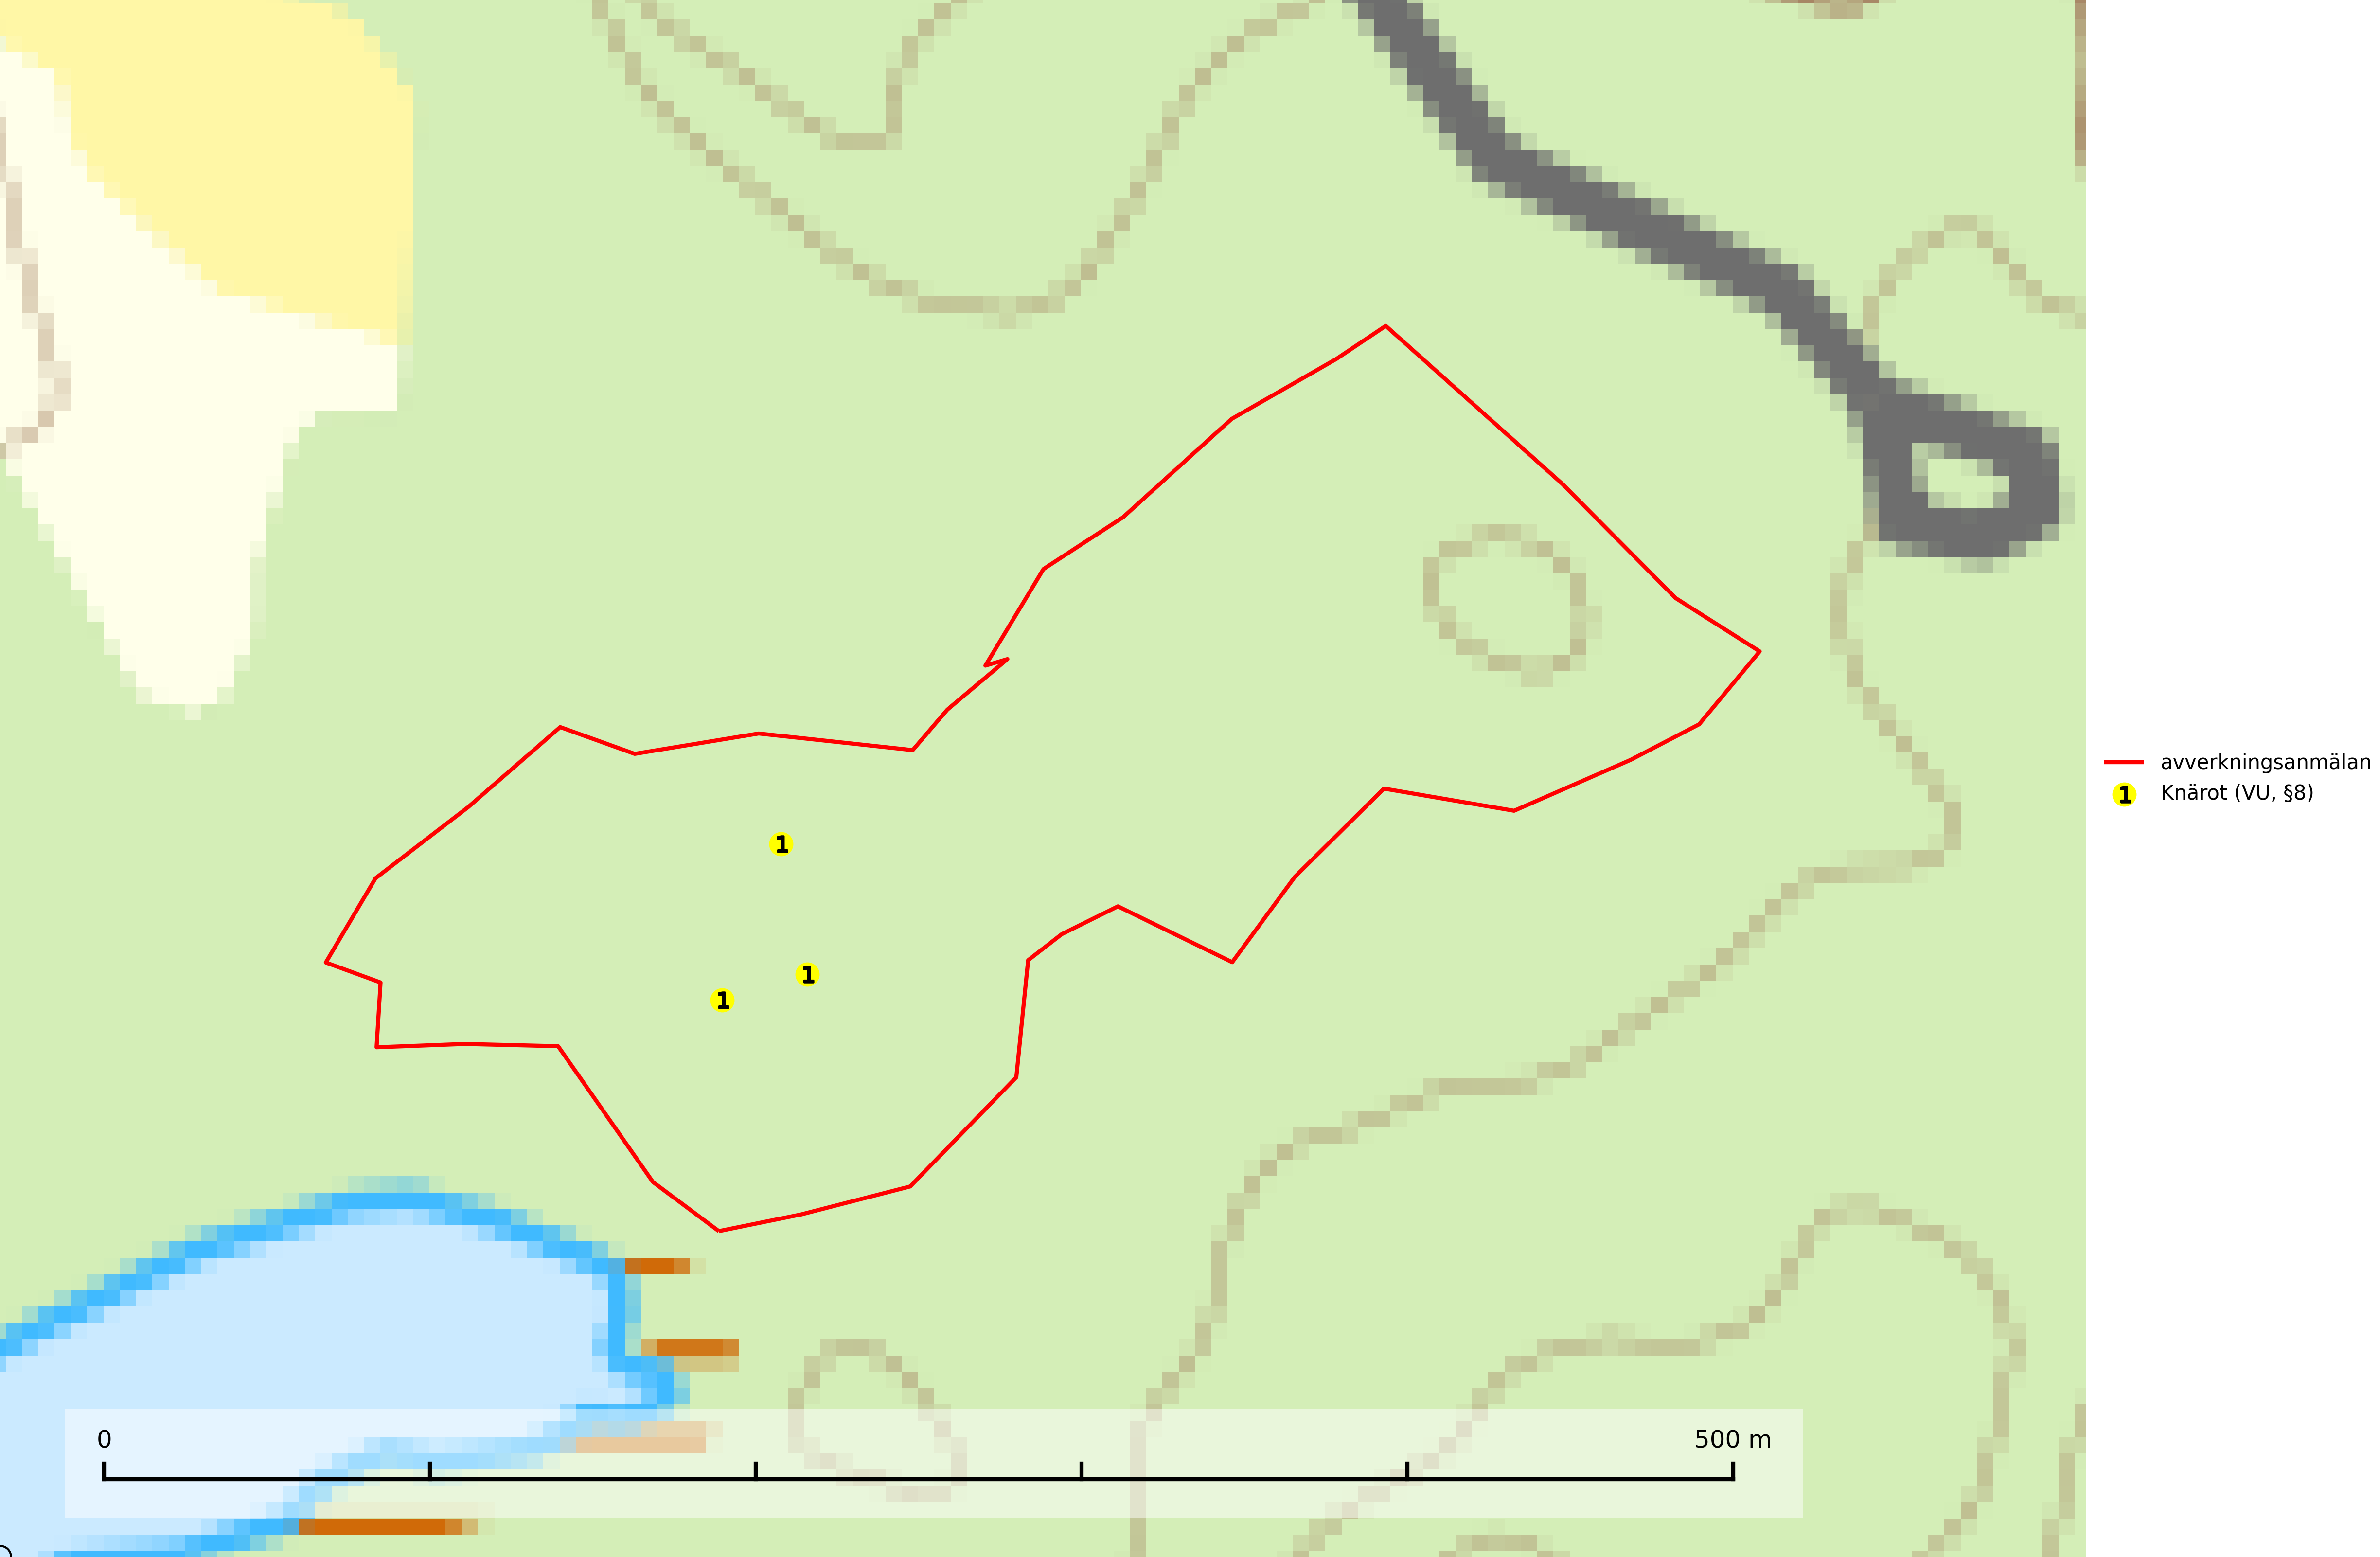 avverkningsanmälan
1 Knärot (VU, §8)
1
1
1
0 500 m